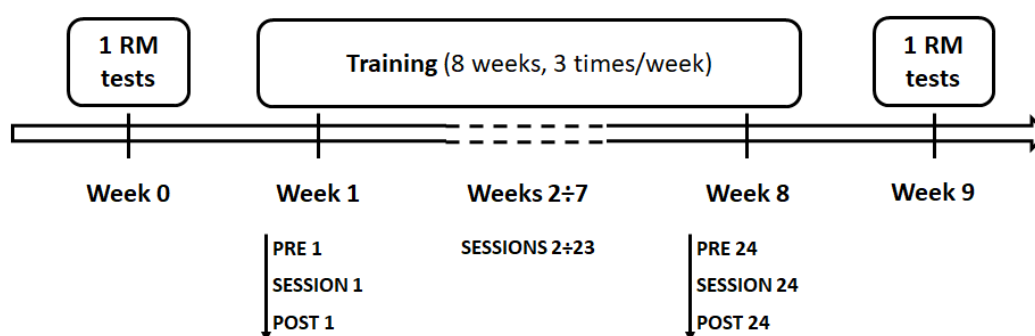 1 RM
tests
Training (8 weeks, 3 times/week)
1 RM
tests
Week 0
Week 1
Weeks 2÷7
Week 8
Week 9
PRE 1
SESSION 1
POST 1
SESSIONS 2÷23
PRE 24
SESSION 24
POST 24